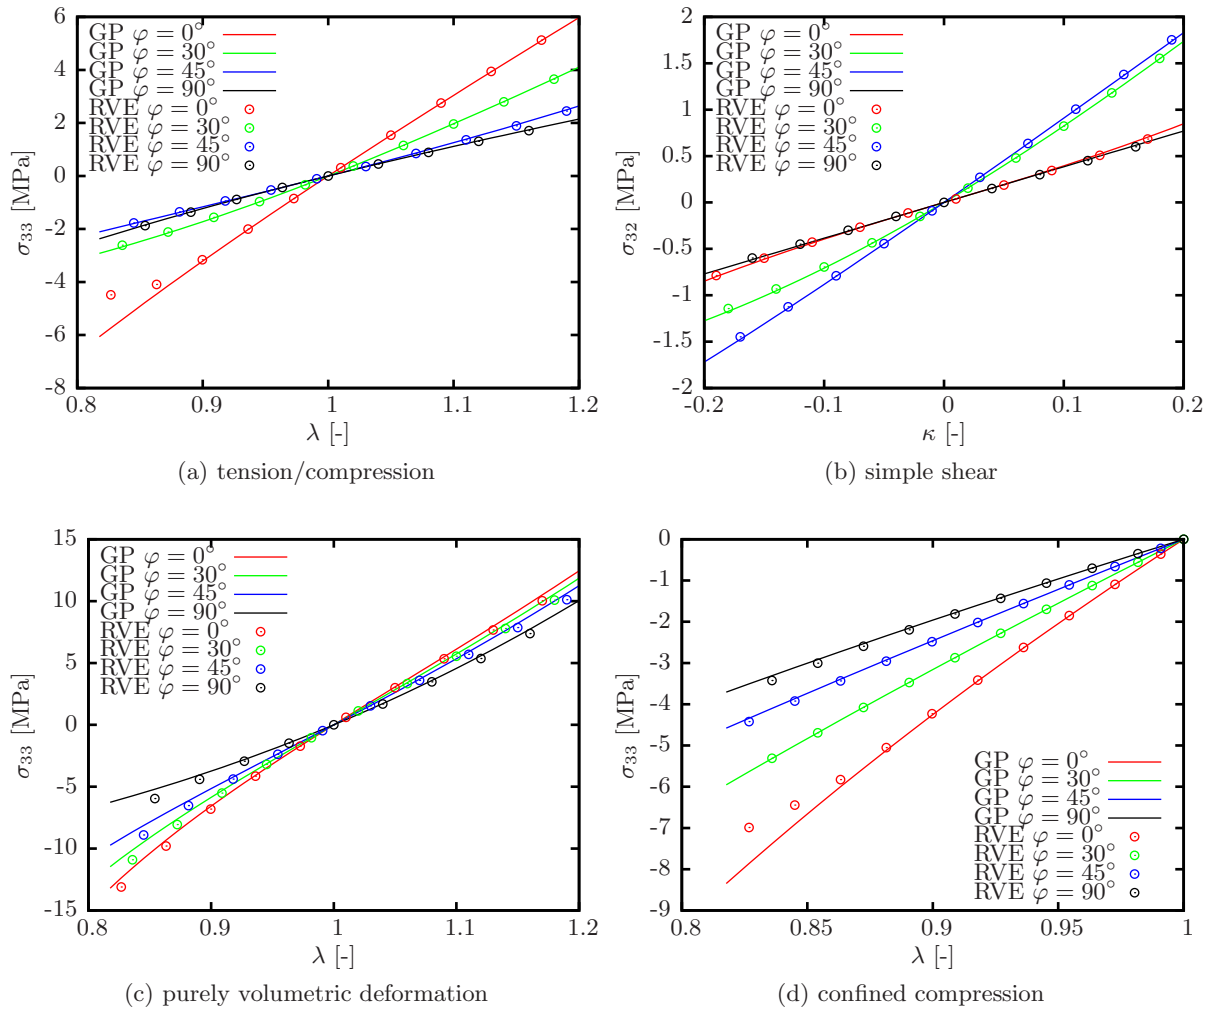 6
4
2
0
-2
-4
-6
-8
0.8
0.9
1
1.1
1.2
σ33 [MPa]
λ [-]
GP φ = 0°
GP φ = 30°
GP φ = 45°
GP φ = 90°
RVE φ = 0°
RVE φ = 30°
RVE φ = 45°
RVE φ = 90°
(a) tension/compression
2
1.5
1
0.5
0
-0.5
-1
-1.5
-2
-0.2
-0.1
0
0.1
0.2
σ32 [MPa]
κ [-]
GP φ = 0°
GP φ = 30°
GP φ = 45°
GP φ = 90°
RVE φ = 0°
RVE φ = 30°
RVE φ = 45°
RVE φ = 90°
(b) simple shear
15
10
5
0
-5
-10
-15
0.8
0.9
1
1.1
1.2
σ33 [MPa]
λ [-]
GP φ = 0°
GP φ = 30°
GP φ = 45°
GP φ = 90°
RVE φ = 0°
RVE φ = 30°
RVE φ = 45°
RVE φ = 90°
(c) purely volumetric deformation
0
-1
-2
-3
-4
-5
-6
-7
-8
-9
0.8
0.85
0.9
0.95
1
σ33 [MPa]
λ [-]
GP φ = 0°
GP φ = 30°
GP φ = 45°
GP φ = 90°
RVE φ = 0°
RVE φ = 30°
RVE φ = 45°
RVE φ = 90°
(d) confined compression